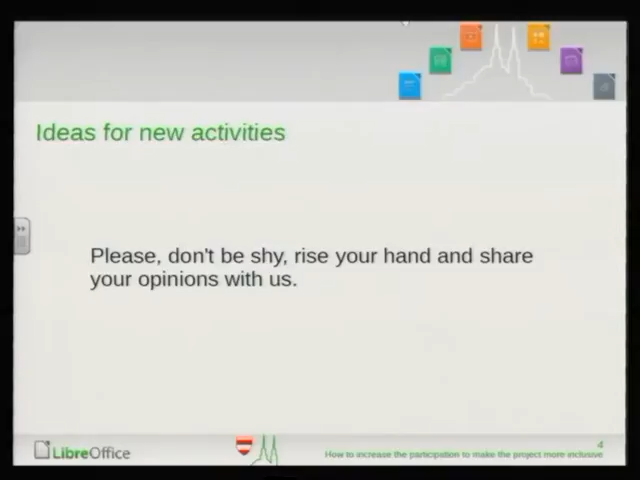 Ideas for new activities
Please, don't be shy, rise your hand and share
your opinions with us.
LibreOffice
4
How to increase the participation to make the project more inclusive